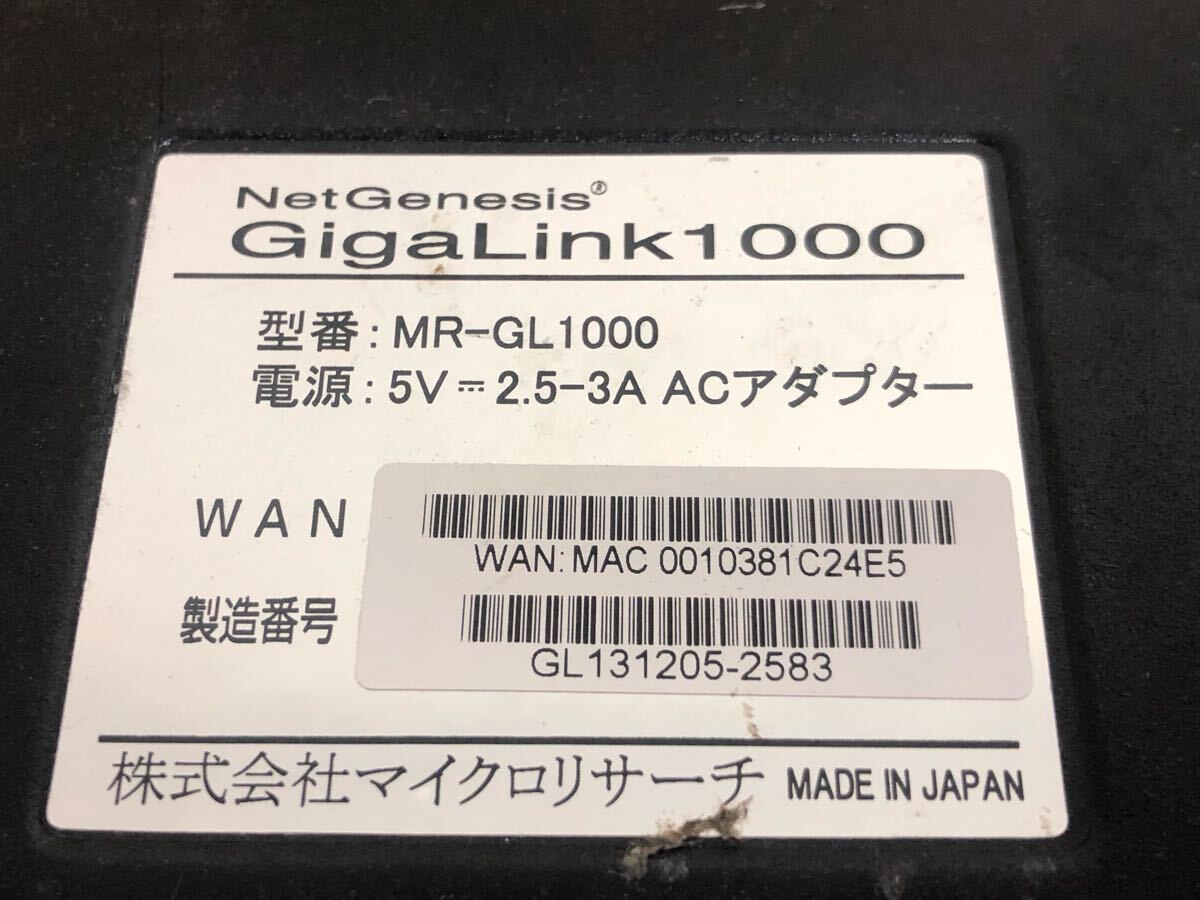 NetGenesis®
GigaLink1000
型番: MR-GL1000
電源: 5V⎓2.5-3A ACアダプター
WAN
WAN: MAC 0010381C24E5
製造番号
GL131205-2583
株式会社マイクロリサーチ MADE IN JAPAN